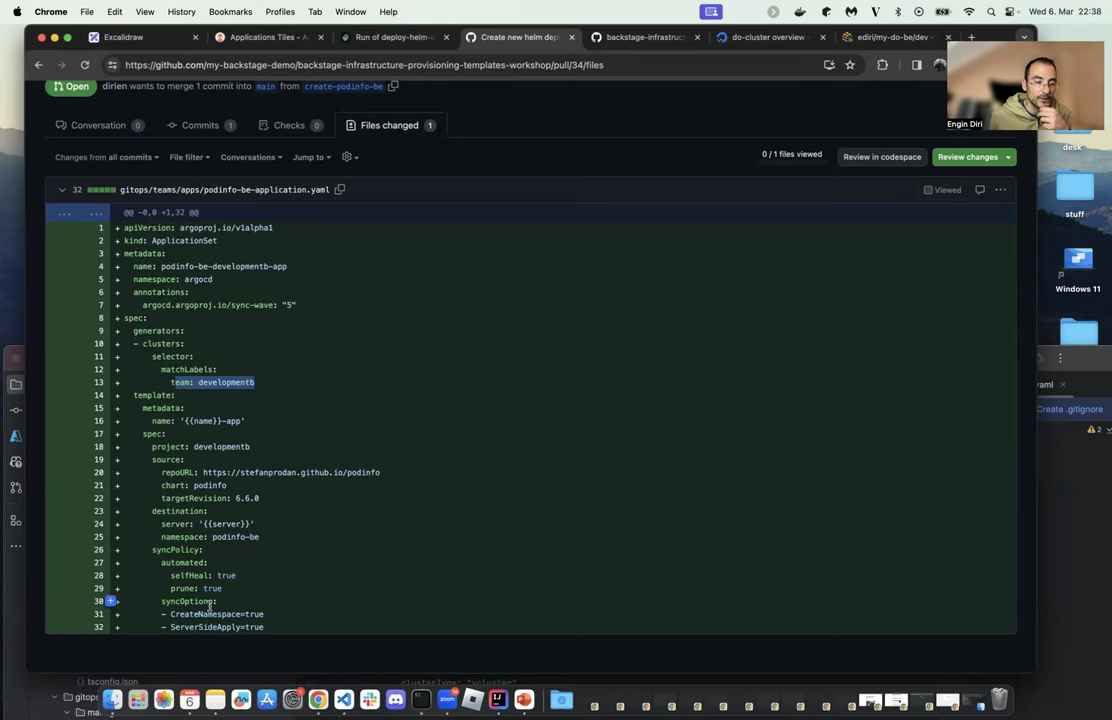 Chrome File Edit View History Bookmarks Profiles Tab Window Help
Wed 6. Mar 22:38
Excalidraw
Applications Tiles - A
Run of deploy-helm-
Create new helm dep
backstage-infrastruct
do-cluster overview
ediri/my-do-be/dev
https://github.com/my-backstage-demo/backstage-infrastructure-provisioning-templates-workshop/pull/34/files
Engin Diri
Open dirien wants to merge 1 commit into main from create-podinfo-be
Conversation 0 Commits 1 Checks 0 Files changed 1
Changes from all commits File filter Conversations Jump to
0 / 1 files viewed Review in codespace Review changes
32 gitops/teams/apps/podinfo-be-application.yaml Viewed
... ... @@ -0,0 +1,32 @@
1 + apiVersion: argoproj.io/v1alpha1
2 + kind: ApplicationSet
3 + metadata:
4 + name: podinfo-be-developmentb-app
5 + namespace: argocd
6 + annotations:
7 + argocd.argoproj.io/sync-wave: "5"
8 + spec:
9 + generators:
10 + - clusters:
11 + selector:
12 + matchLabels:
13 + team: developmentb
14 + template:
15 + metadata:
16 + name: '{{name}}-app'
17 + spec:
18 + project: developmentb
19 + source:
20 + repoURL: https://stefanprodan.github.io/podinfo
21 + chart: podinfo
22 + targetRevision: 6.6.0
23 + destination:
24 + server: '{{server}}'
25 + namespace: podinfo-be
26 + syncPolicy:
27 + automated:
28 + selfHeal: true
29 + prune: true
30 + syncOptions:
31 + - CreateNamespace=true
32 + - ServerSideApply=true
desk
stuff
Windows 11
yaml
Create .gitignore
2
tsconfig.json
clusterType: "vcluster"
gitops
ma